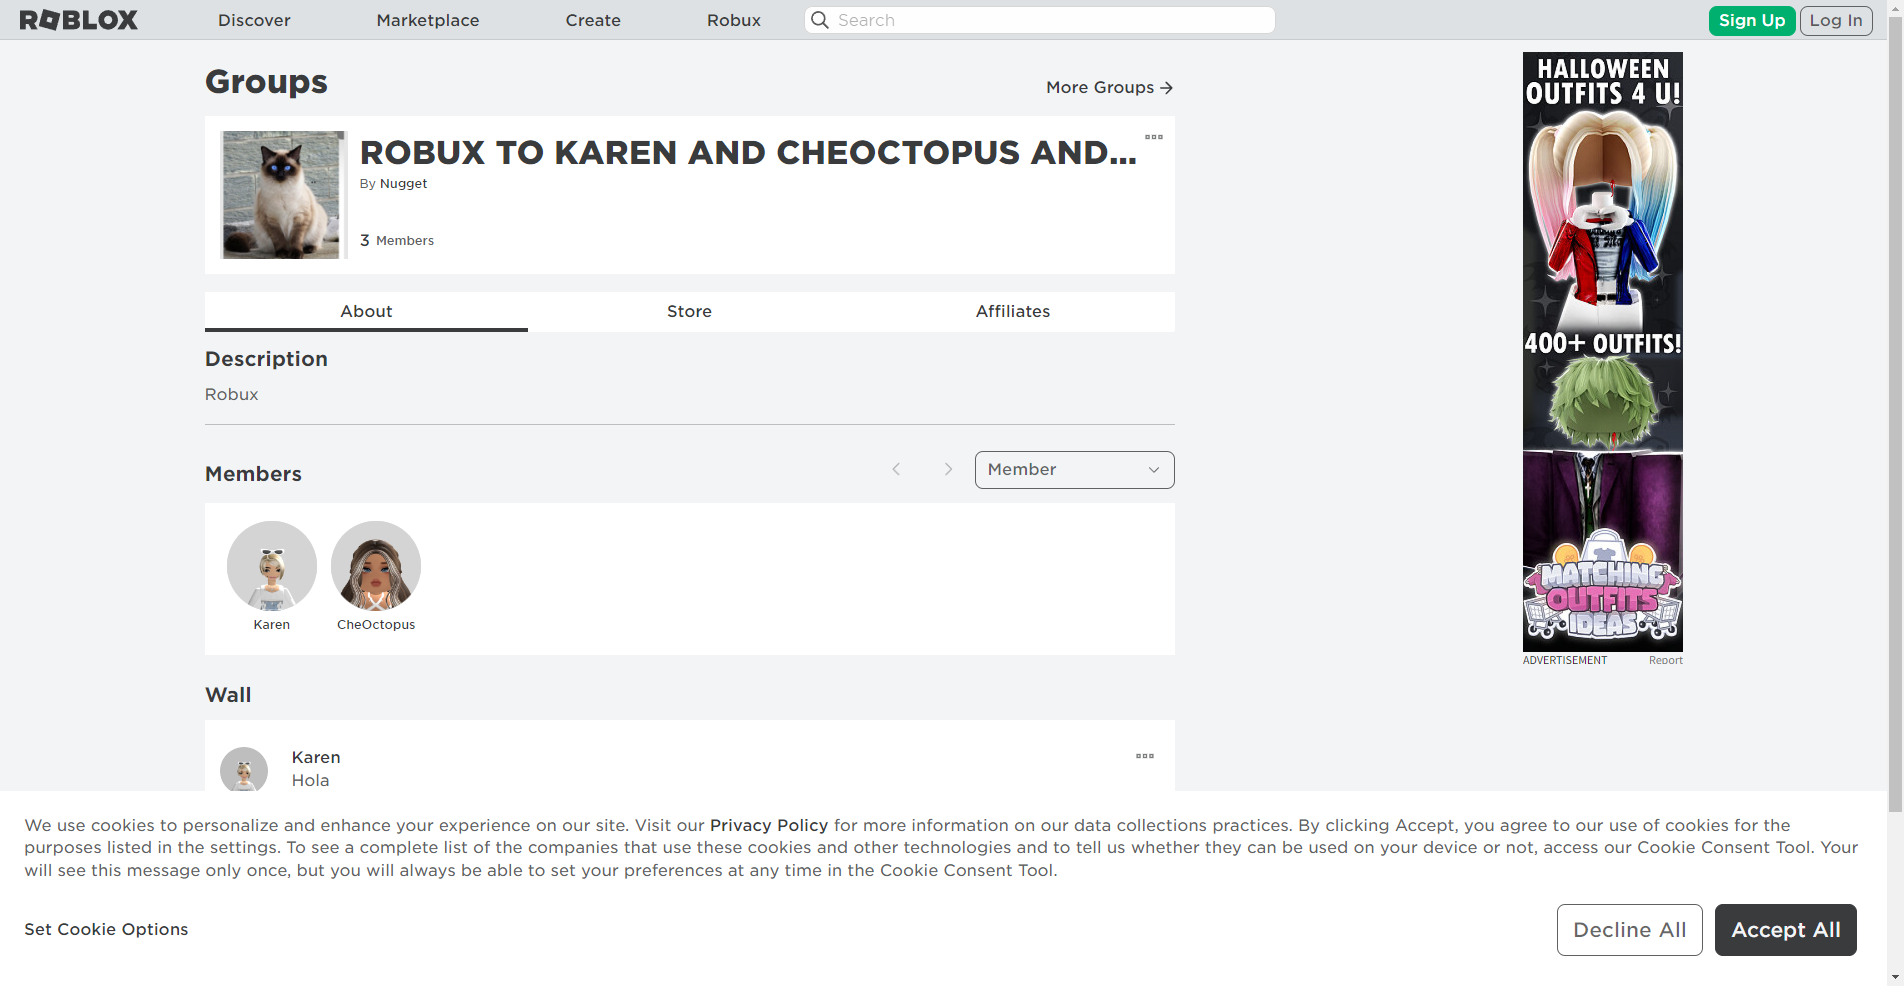 ROBLOX
Discover
Marketplace
Create
Robux
Search
Sign Up
Log In
Groups
More Groups
ROBUX TO KAREN AND CHEOCTOPUS AND...
By Nugget
3 Members
About
Store
Affiliates
Description
Robux
Members
Member
Karen
CheOctopus
Wall
Karen
Hola
HALLOWEEN
OUTFITS 4 U!
400+ OUTFITS!
MATCHING
OUTFITS
IDEAS
ADVERTISEMENT
Report
We use cookies to personalize and enhance your experience on our site. Visit our Privacy Policy for more information on our data collections practices. By clicking Accept, you agree to our use of cookies for the
purposes listed in the settings. To see a complete list of the companies that use these cookies and other technologies and to tell us whether they can be used on your device or not, access our Cookie Consent Tool. Your
will see this message only once, but you will always be able to set your preferences at any time in the Cookie Consent Tool.
Set Cookie Options
Decline All
Accept All